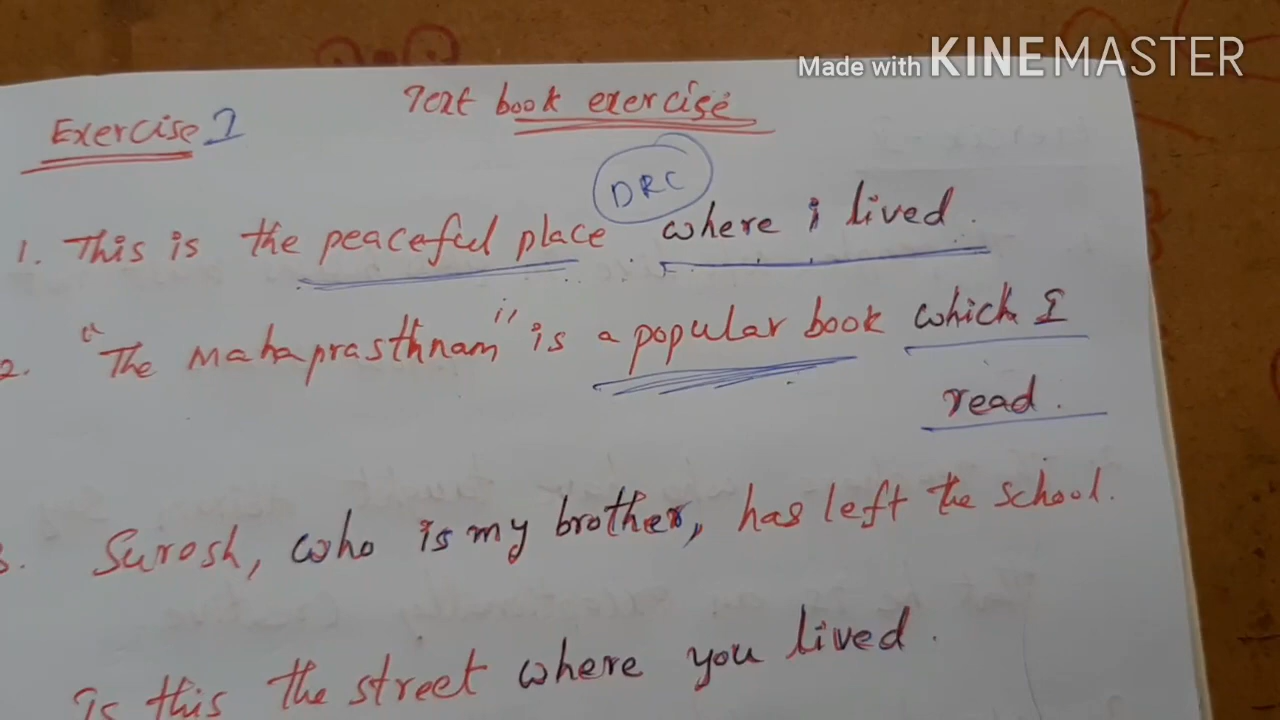 Made with KINEMASTER
Text book exercise
Exercise 1
DRC
1. This is the peaceful place where i lived.
2. "The Mahaprasthnam" is a popular book which I
read.
3. Surosh, who is my brother, has left the school.
is this the street where you lived.